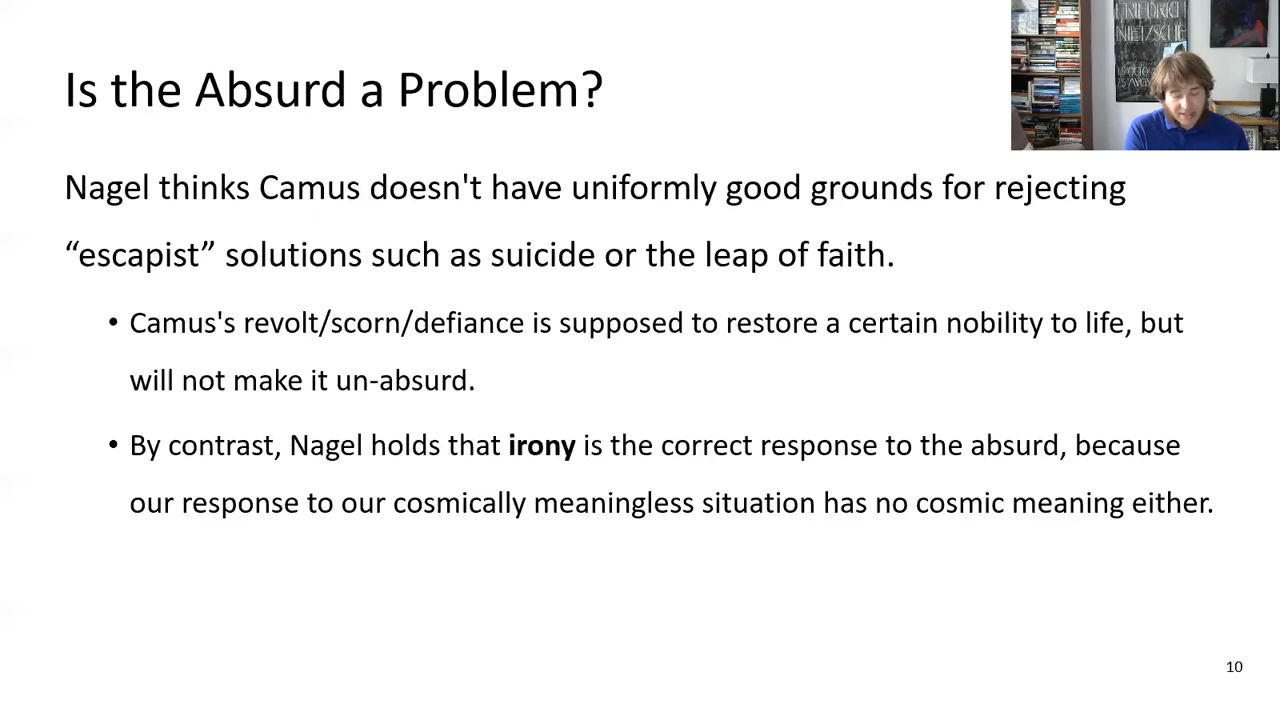 Is the Absurd a Problem?
FRIEDRICH
NIETZSCHE
Nagel thinks Camus doesn't have uniformly good grounds for rejecting
“escapist” solutions such as suicide or the leap of faith.
• Camus's revolt/scorn/defiance is supposed to restore a certain nobility to life, but
will not make it un-absurd.
• By contrast, Nagel holds that irony is the correct response to the absurd, because
our response to our cosmically meaningless situation has no cosmic meaning either.
10